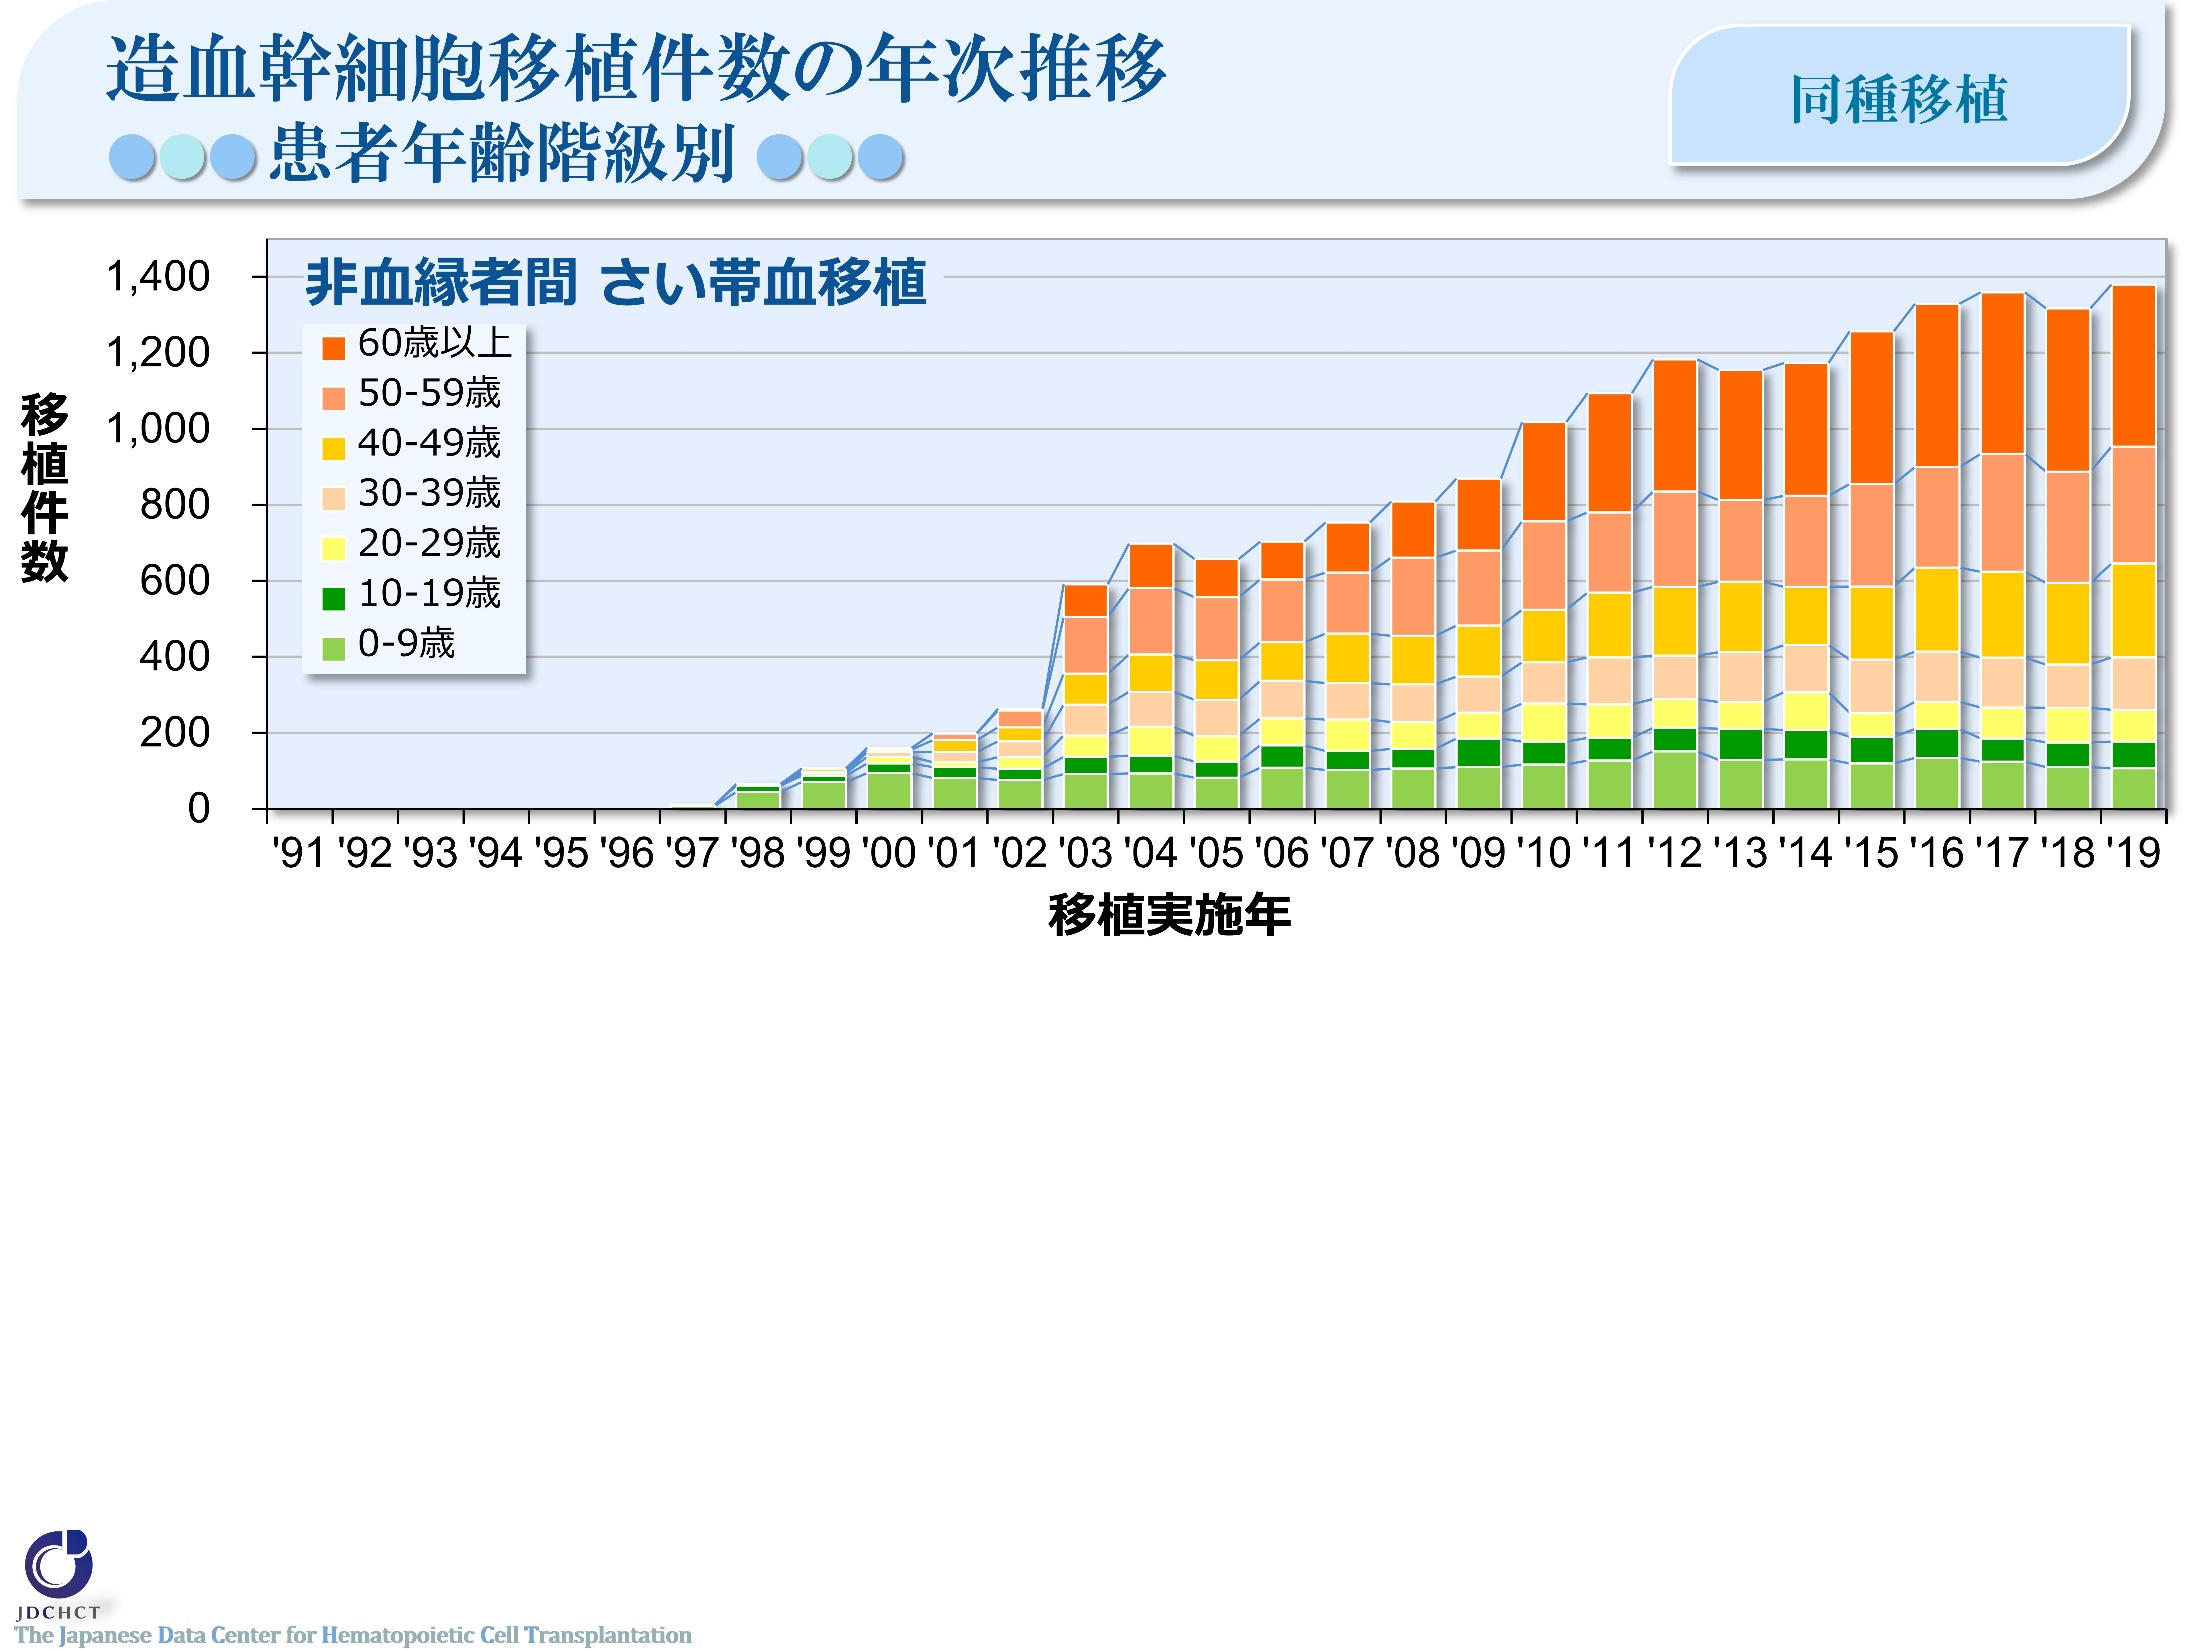 造血幹細胞移植件数の年次推移
患者年齢階級別
同種移植
非血縁者間 さい帯血移植
60歳以上
50-59歳
40-49歳
30-39歳
20-29歳
10-19歳
0-9歳
移植件数
1,400
1,200
1,000
800
600
400
200
0
'91 '92 '93 '94 '95 '96 '97 '98 '99 '00 '01 '02 '03 '04 '05 '06 '07 '08 '09 '10 '11 '12 '13 '14 '15 '16 '17 '18 '19
移植実施年
JDCHCT
The Japanese Data Center for Hematopoietic Cell Transplantation